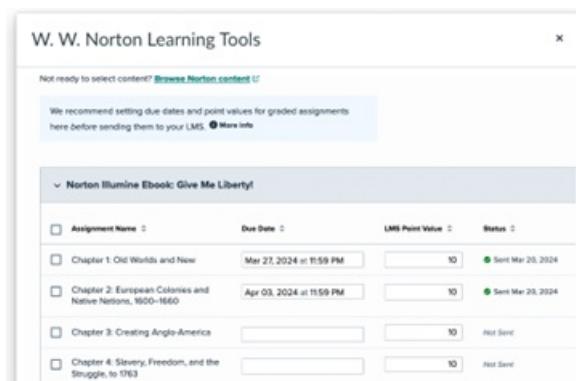 W. W. Norton Learning Tools
×
Not ready to select content? Browse Norton content
We recommend setting due dates and point values for graded assignments
here before sending them to your LMS. More info
Norton Illumine Ebook: Give Me Liberty!
Assignment Name Due Date LMS Point Value Status
Chapter 1: Old Worlds and New Mar 27, 2024 at 11:59 PM 10 Sent Mar 20, 2024
Chapter 2: European Colonies and
Native Nations, 1600–1660 Apr 03, 2024 at 11:59 PM 10 Sent Mar 20, 2024
Chapter 3: Creating Anglo-America 10 Not Sent
Chapter 4: Slavery, Freedom, and the
Struggle, to 1763 10 Not Sent